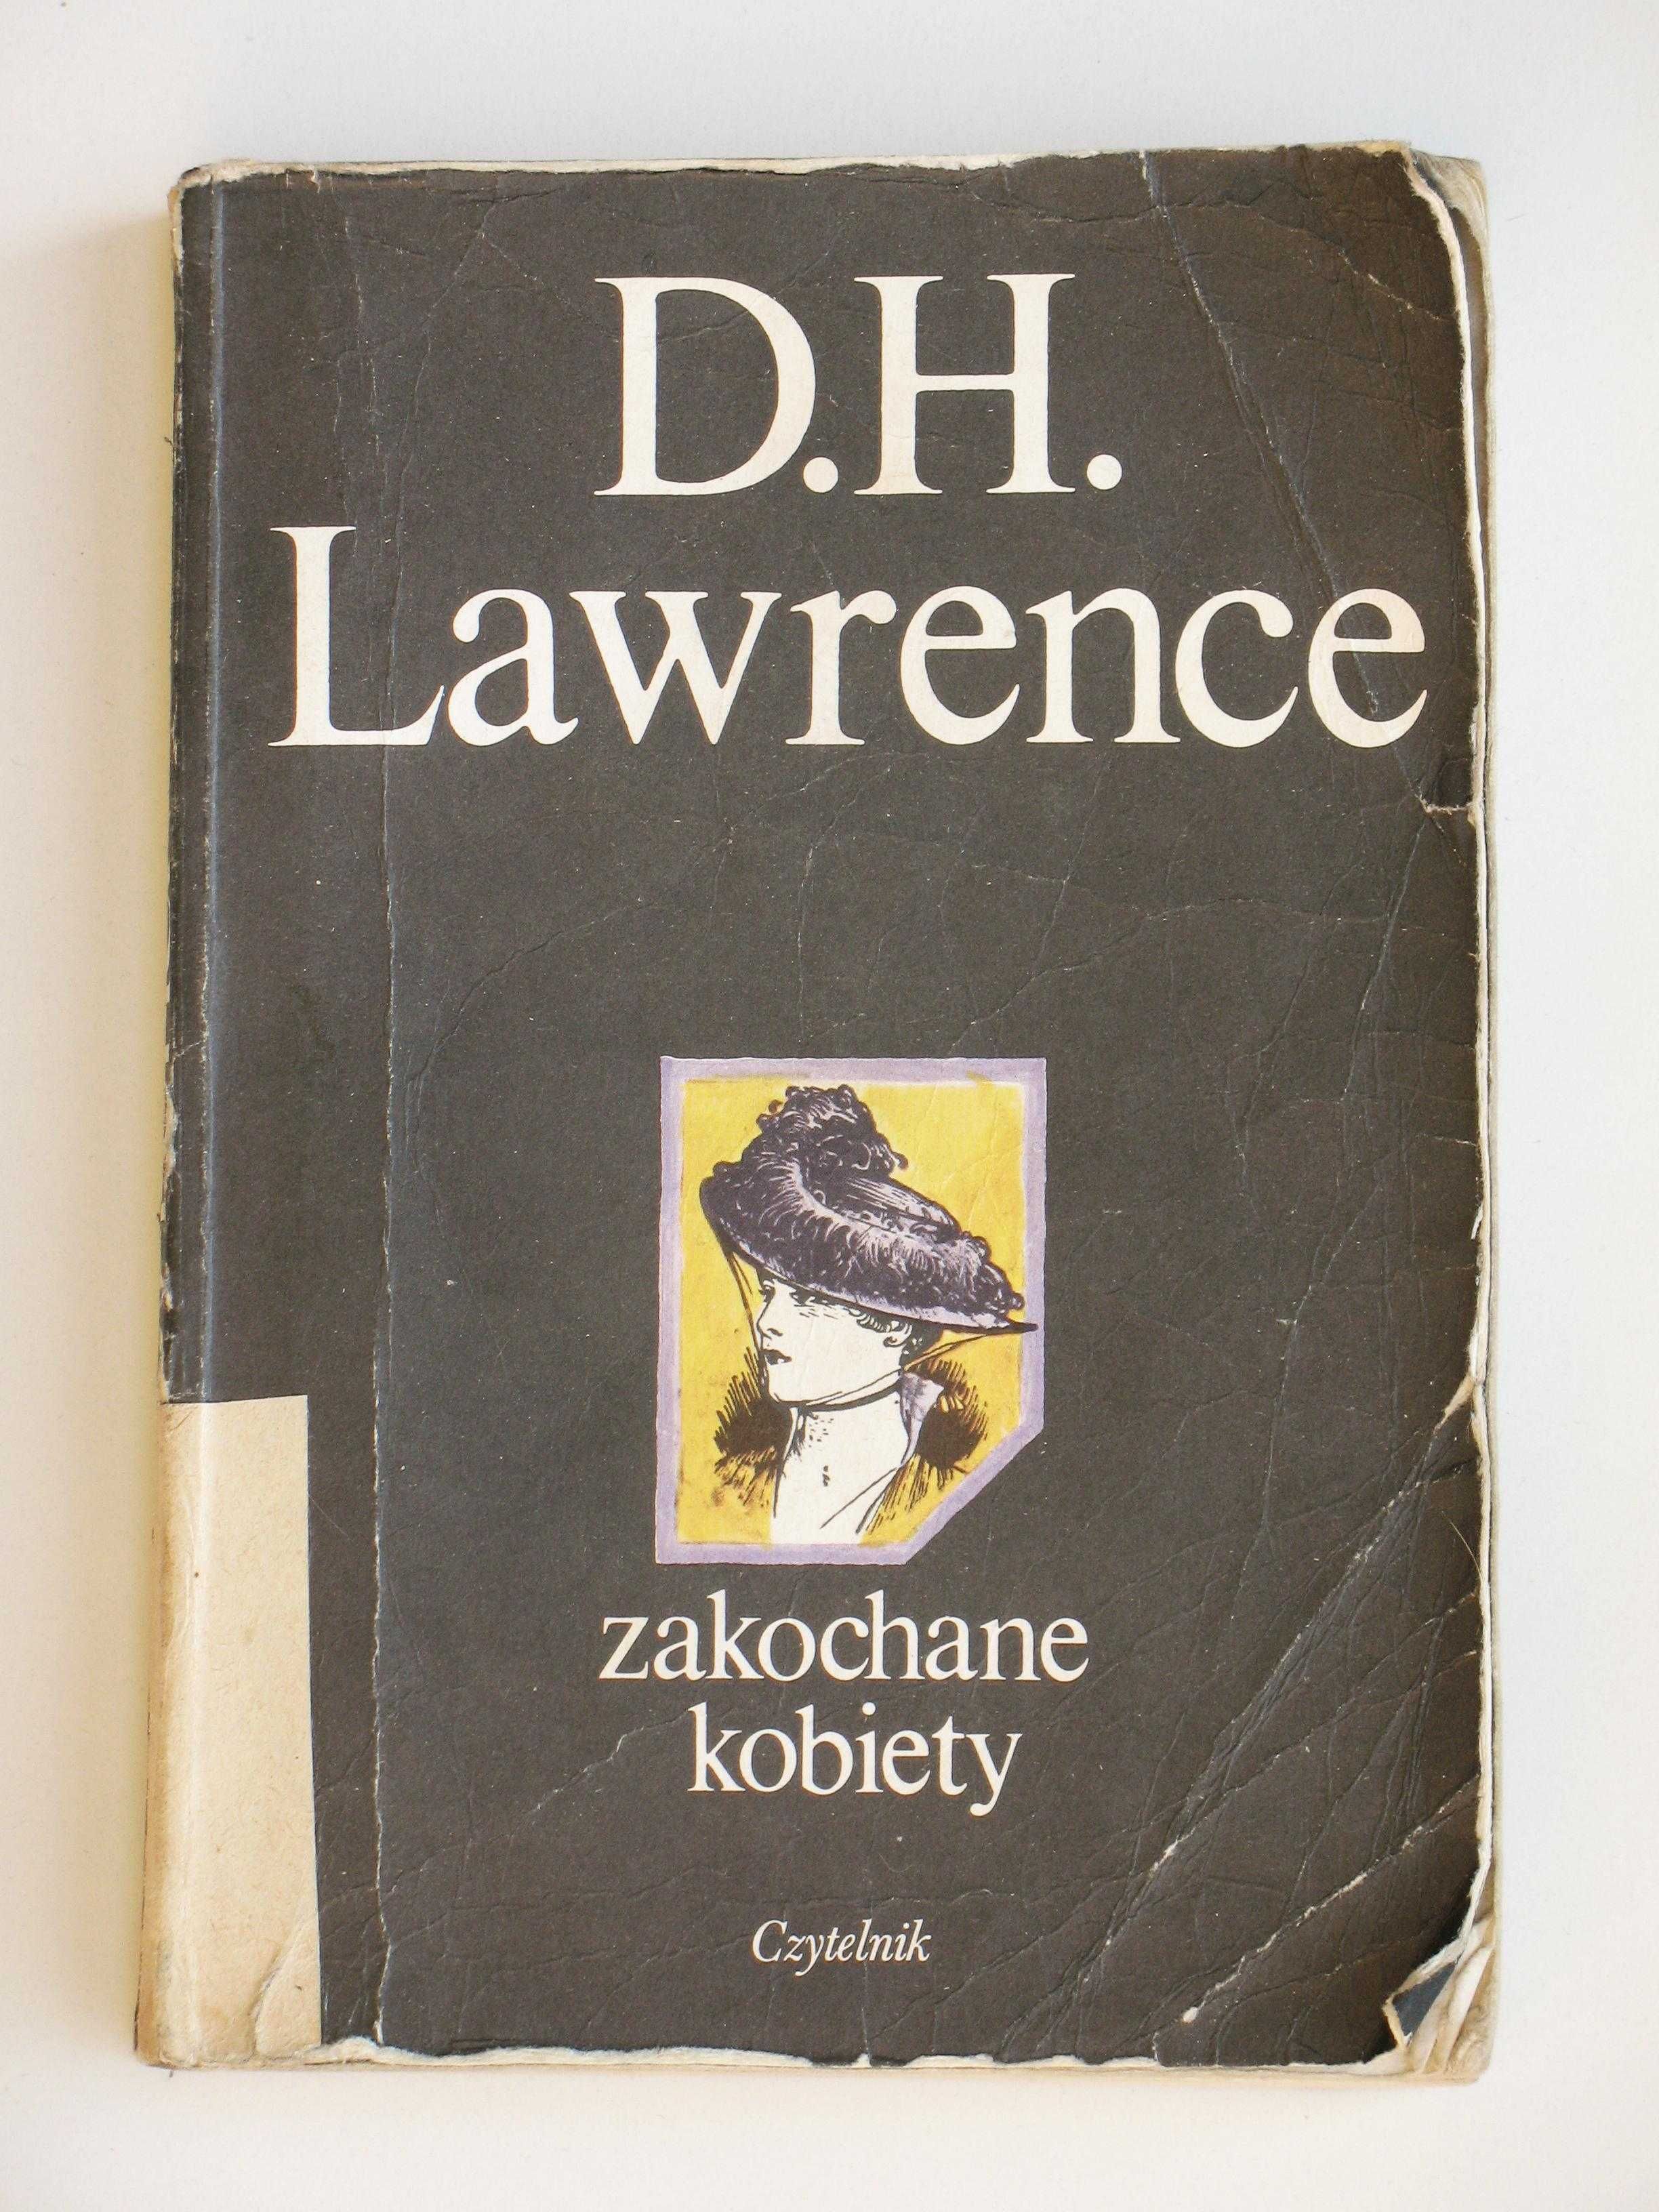 D.H.
Lawrence
zakochane
kobiety
Czytelnik